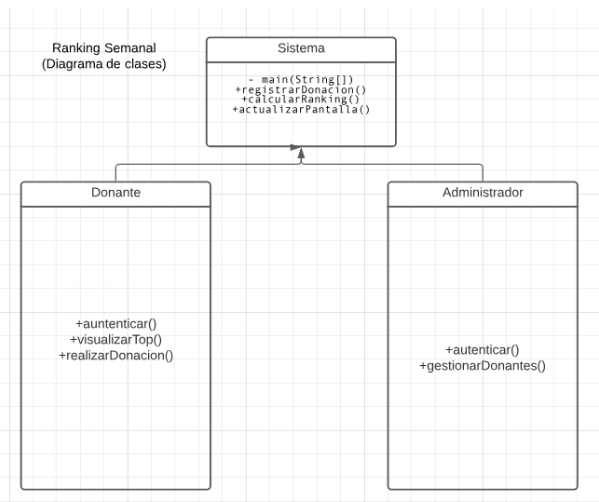 Ranking Semanal
(Diagrama de clases)
Sistema
- main(String[])
+registrarDonacion()
+calcularRanking()
+actualizarPantalla()
Donante
+auntenticar()
+visualizarTop()
+realizarDonacion()
Administrador
+autenticar()
+gestionarDonantes()